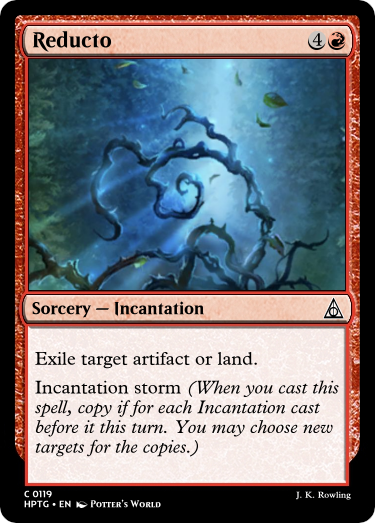 Reducto
4
Sorcery — Incantation
Exile target artifact or land.
Incantation storm (When you cast this
spell, copy if for each Incantation cast
before it this turn. You may choose new
targets for the copies.)
C 0119
HPTG • EN Potter's World
J. K. Rowling